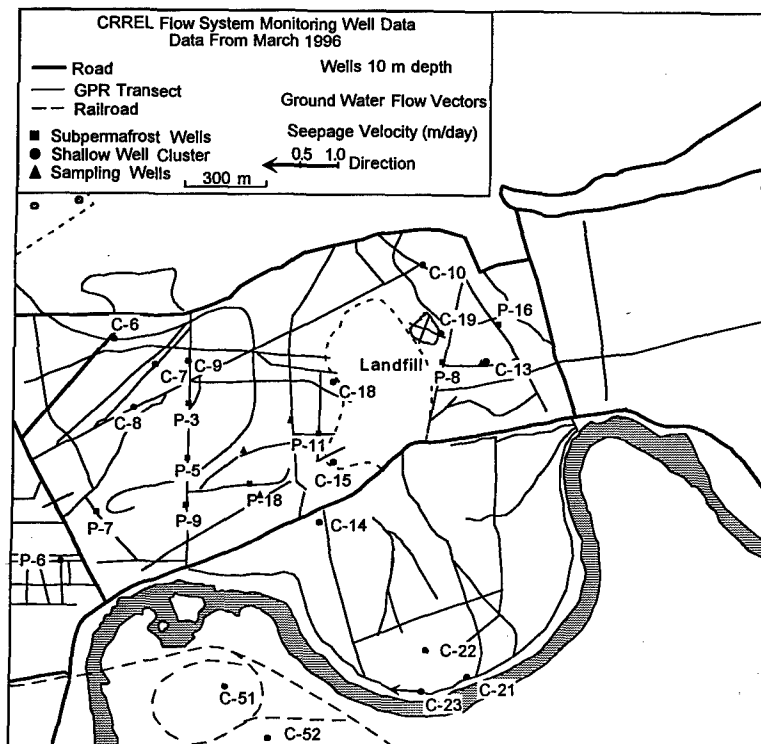 CRREL Flow System Monitoring Well Data
Data From March 1996
Road
Wells 10 m depth
GPR Transect
Ground Water Flow Vectors
Railroad
Seepage Velocity (m/day)
Subpermafrost Wells
0.5 1.0
Direction
Shallow Well Cluster
Sampling Wells
300 m
C-10
C-19
P-16
C-6
C-9
C-7
Landfill
P-8
C-13
C-18
P-3
C-8
P-11
P-5
C-15
P-18
P-7
P-9
C-14
P-6
C-22
C-21
C-51
C-23
C-52